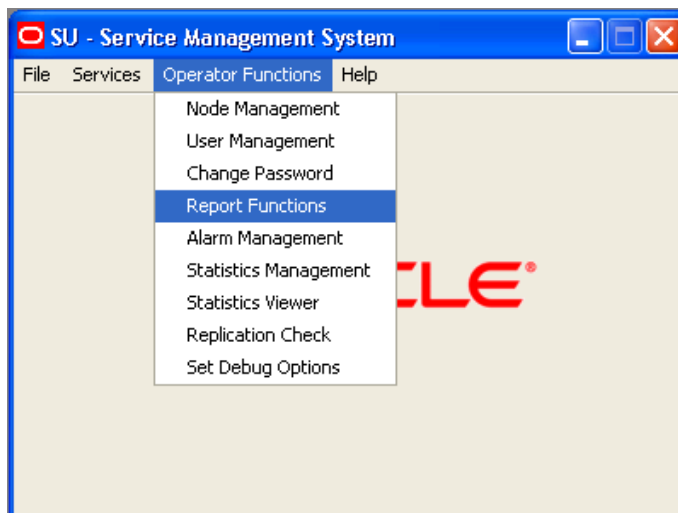 SU - Service Management System
File Services Operator Functions Help
Node Management
User Management
Change Password
Report Functions
Alarm Management
Statistics Management
Statistics Viewer
Replication Check
Set Debug Options
CLE®